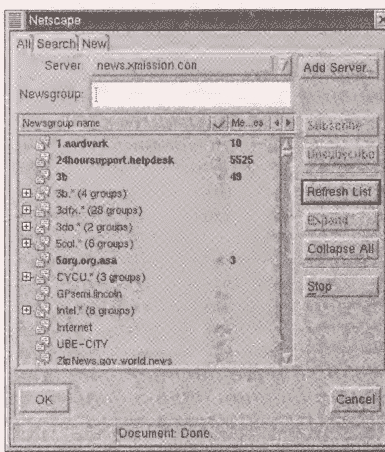 Netscape
All Search New
Server: news.xmission.con Add Server..
Newsgroup:
Newsgroup name Me...es
Subscribe
Unsubscribe
Refresh List
Expand
Collapse All
Stop
1.aardvark 10
24hoursupport.helpdesk 5525
3b 49
3b.* (4 groups)
3dfx.* (28 groups)
3do.* (2 groups)
5col.* (6 groups)
5org.org.asa 3
CYCU.* (3 groups)
GPsemi.lincoln
Intel.* (8 groups)
Internet
UBE-CITY
ZipNews.gov.world.news
OK Cancel
Document: Done.